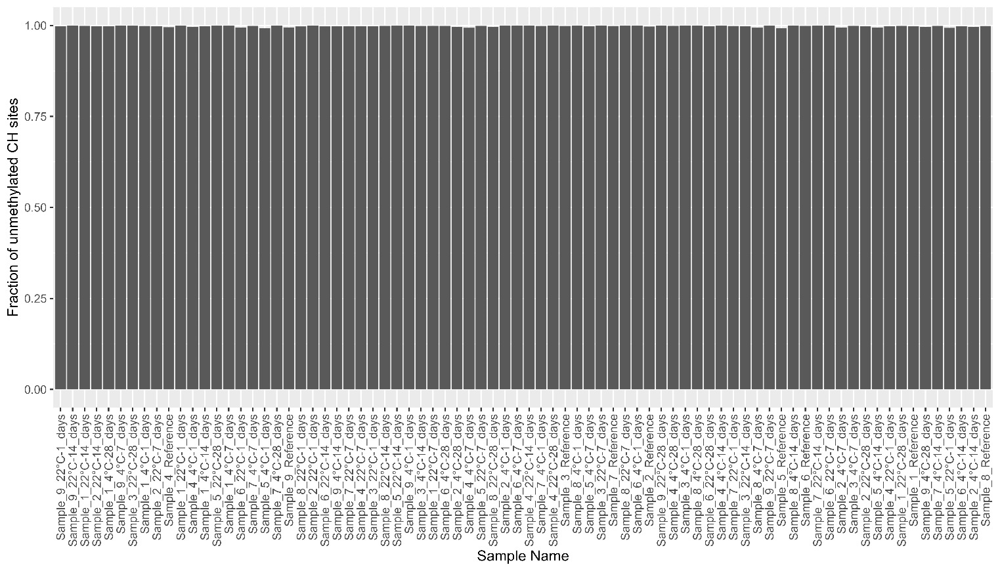 Fraction of unmethylated CH sites
1.00
0.75
0.50
0.25
0.00
Sample_9_22°C-1_days
Sample_9_22°C-14_days
Sample_1_22°C-14_days
Sample_2_22°C-14_days
Sample_1_4°C-28_days
Sample_9_4°C-7_days
Sample_3_22°C-28_days
Sample_1_4°C-1_days
Sample_2_22°C-7_days
Sample_4_Reference
Sample_1_22°C-1_days
Sample_4_4°C-1_days
Sample_1_4°C-14_days
Sample_5_22°C-28_days
Sample_1_4°C-7_days
Sample_6_22°C-1_days
Sample_7_4°C-7_days
Sample_5_4°C-1_days
Sample_7_4°C-28_days
Sample_9_Reference
Sample_8_22°C-1_days
Sample_2_22°C-1_days
Sample_6_22°C-14_days
Sample_9_4°C-14_days
Sample_7_22°C-7_days
Sample_4_22°C-7_days
Sample_3_22°C-1_days
Sample_8_22°C-14_days
Sample_5_22°C-14_days
Sample_9_4°C-1_days
Sample_3_4°C-14_days
Sample_1_22°C-7_days
Sample_6_4°C-28_days
Sample_2_4°C-28_days
Sample_4_4°C-7_days
Sample_5_22°C-7_days
Sample_8_22°C-28_days
Sample_2_4°C-1_days
Sample_6_4°C-7_days
Sample_4_22°C-14_days
Sample_7_4°C-1_days
Sample_4_22°C-28_days
Sample_3_Reference
Sample_8_4°C-1_days
Sample_5_4°C-7_days
Sample_3_22°C-7_days
Sample_7_Reference
Sample_8_22°C-7_days
Sample_6_4°C-1_days
Sample_2_Reference
Sample_9_22°C-28_days
Sample_4_4°C-28_days
Sample_3_4°C-1_days
Sample_8_4°C-28_days
Sample_6_22°C-28_days
Sample_4_4°C-14_days
Sample_7_22°C-1_days
Sample_3_22°C-14_days
Sample_8_4°C-7_days
Sample_9_22°C-7_days
Sample_5_Reference
Sample_8_4°C-14_days
Sample_6_Reference
Sample_7_22°C-14_days
Sample_6_22°C-7_days
Sample_2_4°C-7_days
Sample_3_4°C-7_days
Sample_2_22°C-28_days
Sample_5_4°C-14_days
Sample_4_22°C-1_days
Sample_1_22°C-28_days
Sample_1_Reference
Sample_9_4°C-28_days
Sample_7_4°C-14_days
Sample_5_22°C-1_days
Sample_6_4°C-14_days
Sample_2_4°C-14_days
Sample_8_Reference
Sample Name